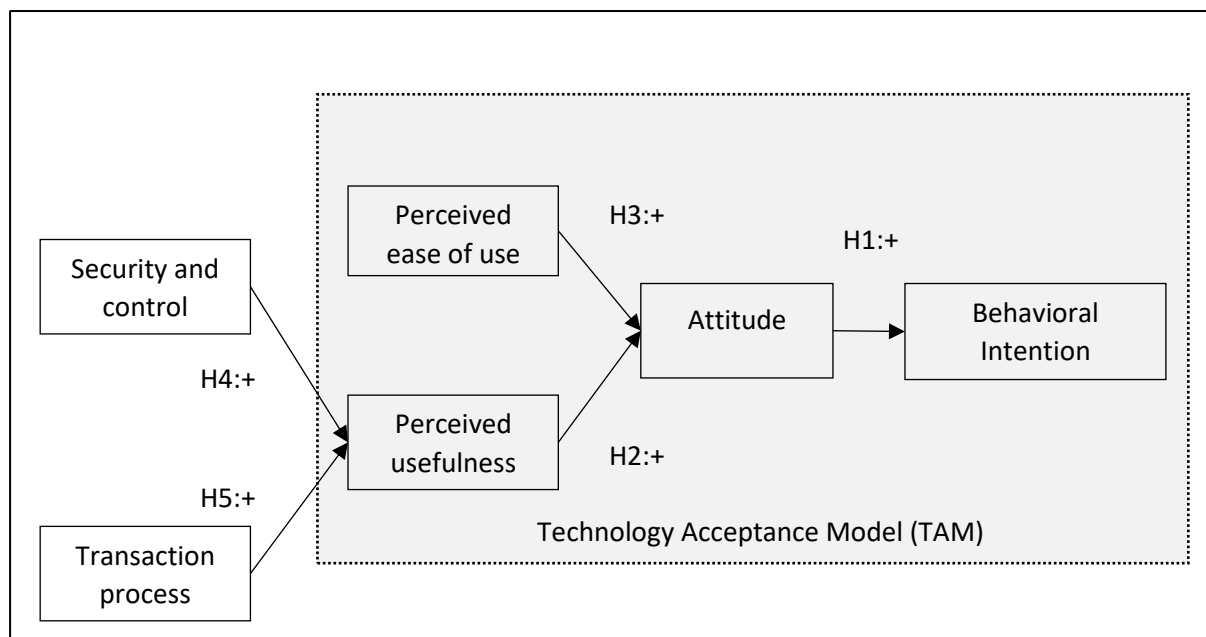 Perceived
ease of use
H3:+
H1:+
Security and
control
Attitude
Behavioral
Intention
H4:+
Perceived
usefulness
H2:+
H5:+
Transaction
process
Technology Acceptance Model (TAM)